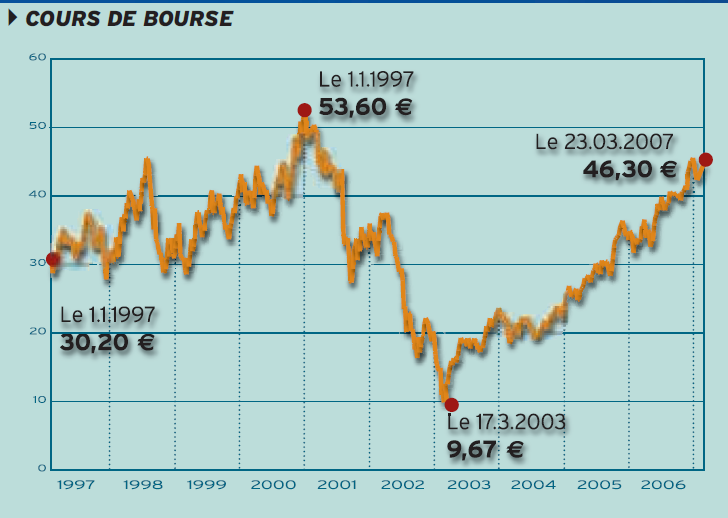 COURS DE BOURSE
60
50
40
30
20
10
0
Le 1.1.1997
53,60 €
Le 23.03.2007
46,30 €
Le 1.1.1997
30,20 €
Le 17.3.2003
9,67 €
1997 1998 1999 2000 2001 2002 2003 2004 2005 2006